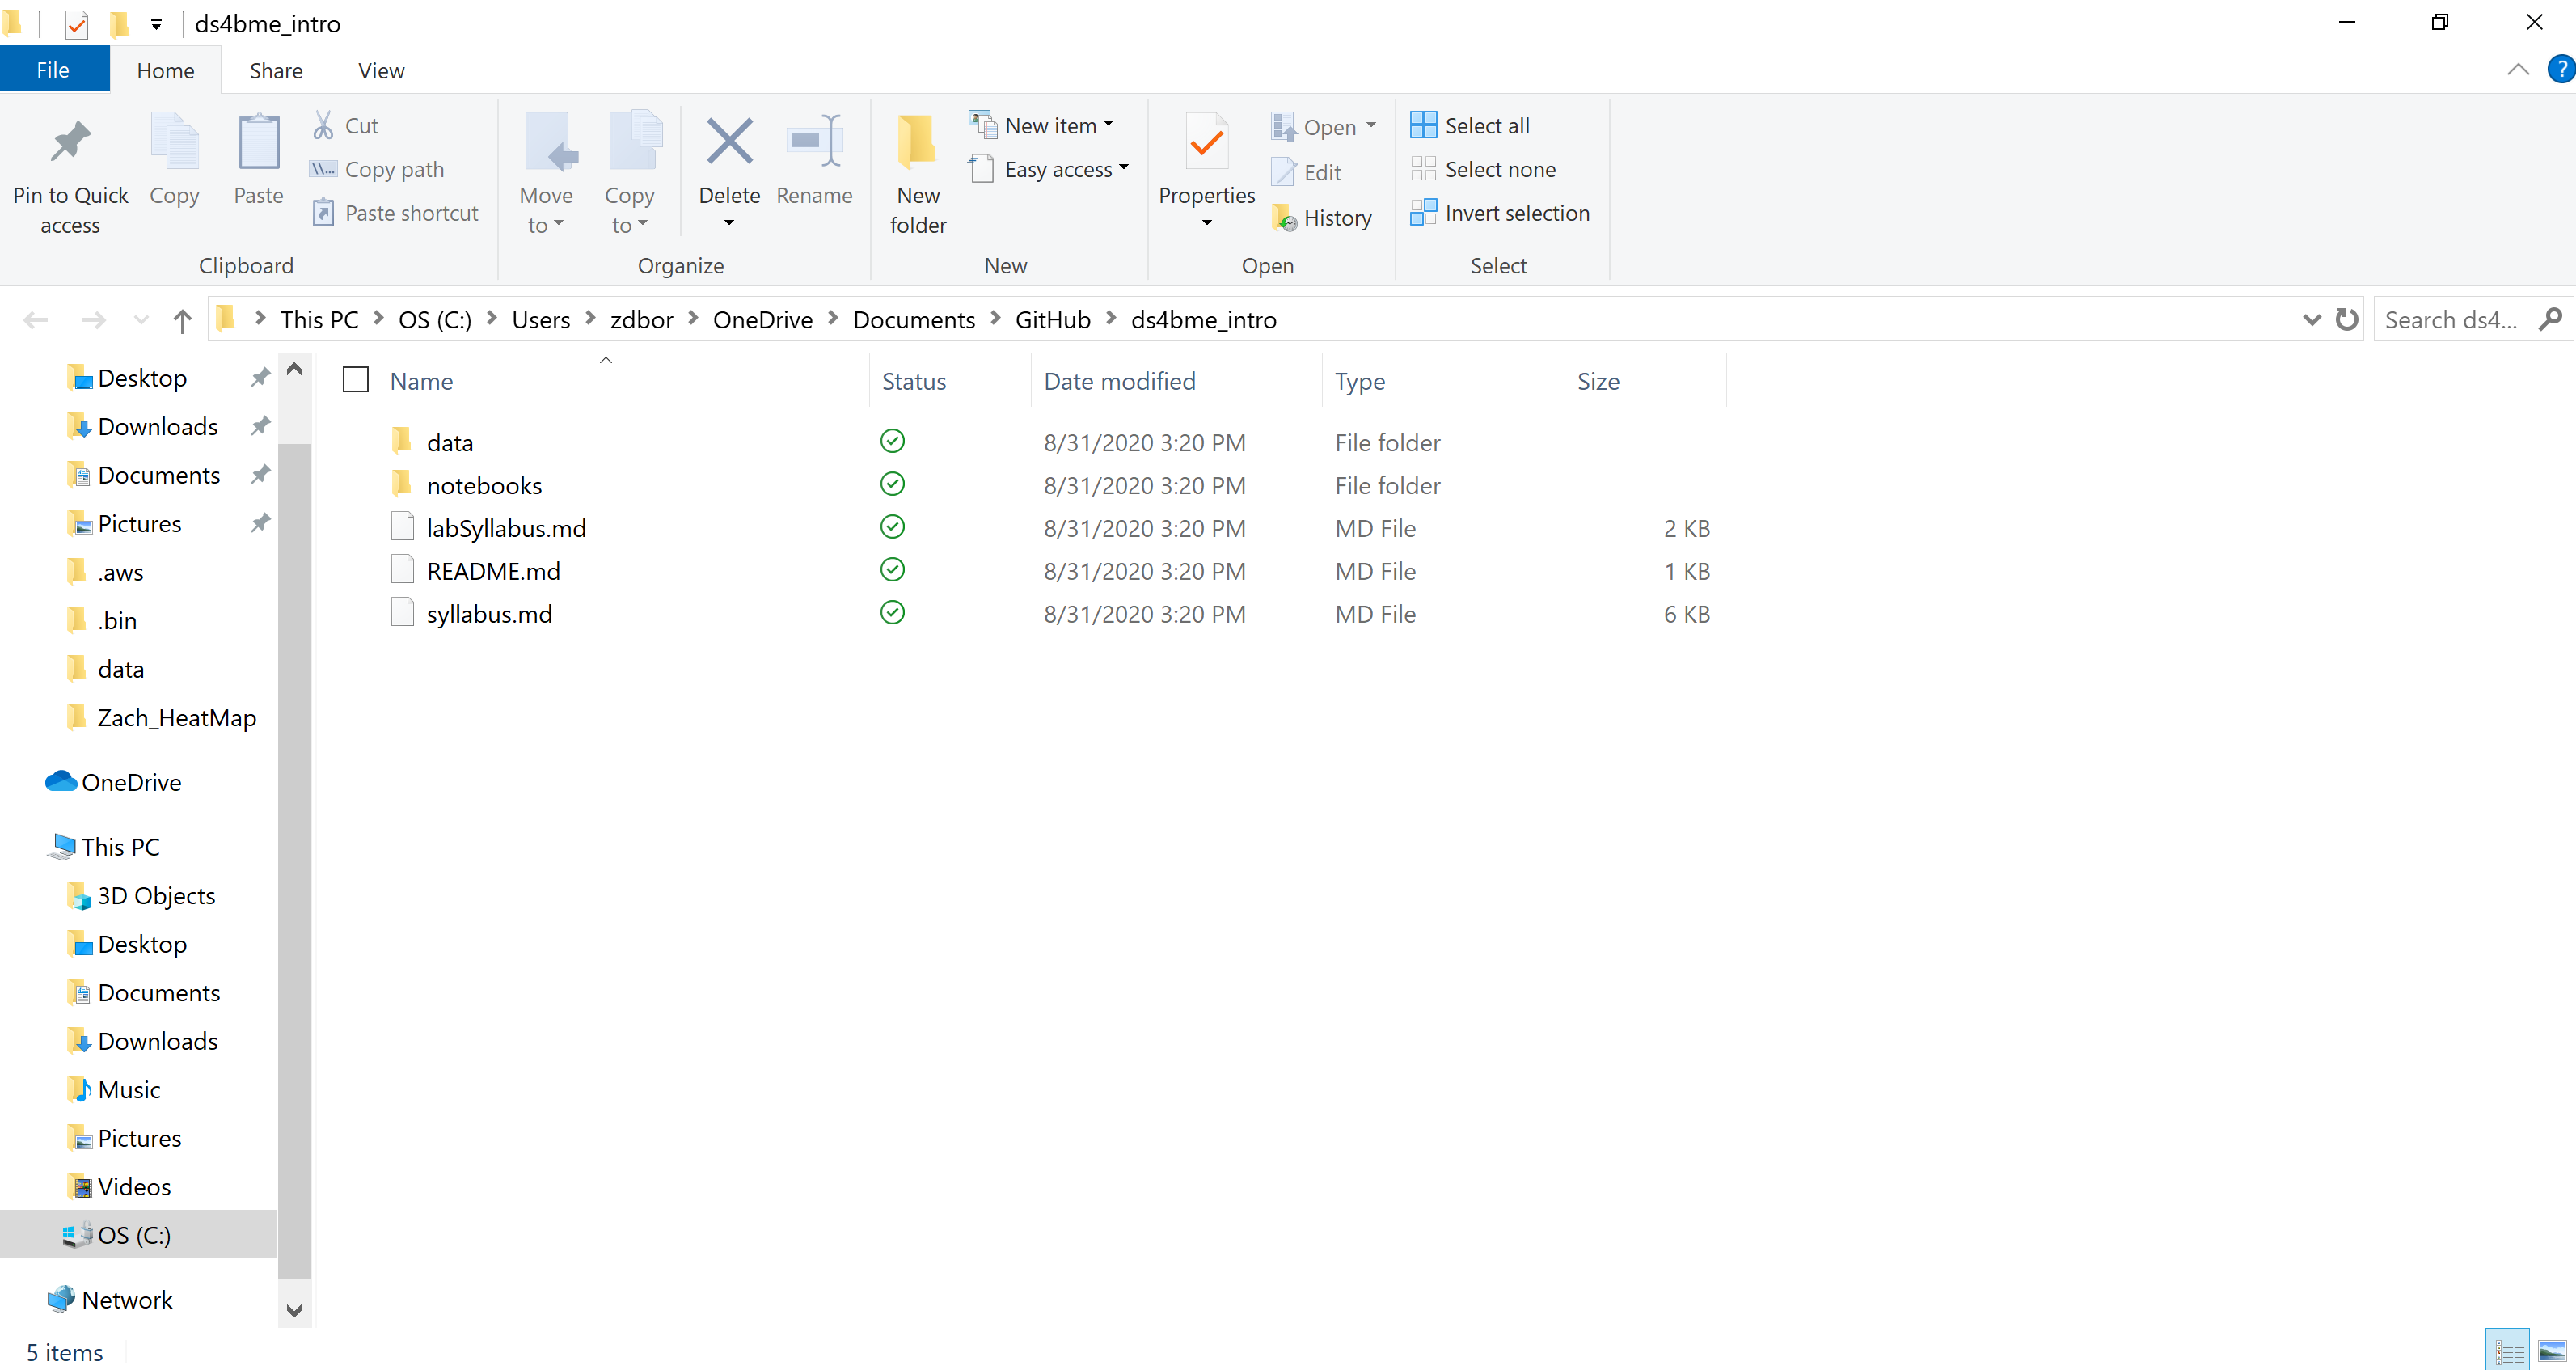 ds4bme_intro
File Home Share View
?
Pin to Quick access
Copy
Paste
Cut
\\... Copy path
Paste shortcut
Clipboard
Move to
Copy to
Delete
Rename
Organize
New folder
New item
Easy access
New
Properties
Open
Edit
History
Open
Select all
Select none
Invert selection
Select
This PC OS (C:) Users zdbor OneDrive Documents GitHub ds4bme_intro
Search ds4...
Desktop
Downloads
Documents
Pictures
.aws
.bin
data
Zach_HeatMap
OneDrive
This PC
3D Objects
Desktop
Documents
Downloads
Music
Pictures
Videos
OS (C:)
Network
Name Status Date modified Type Size
data 8/31/2020 3:20 PM File folder
notebooks 8/31/2020 3:20 PM File folder
labSyllabus.md 8/31/2020 3:20 PM MD File 2 KB
README.md 8/31/2020 3:20 PM MD File 1 KB
syllabus.md 8/31/2020 3:20 PM MD File 6 KB
5 items